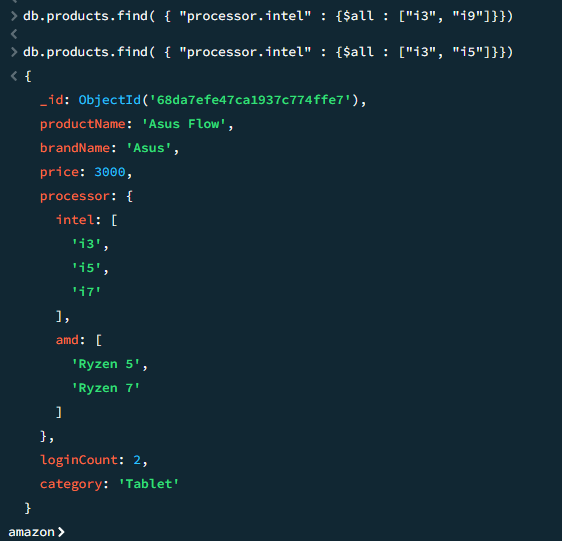 db.products.find( { "processor.intel" : {$all : ["i3", "i9"]}})
db.products.find( { "processor.intel" : {$all : ["i3", "i5"]}})
{
_id: ObjectId('68da7efe47ca1937c774ffe7'),
productName: 'Asus Flow',
brandName: 'Asus',
price: 3000,
processor: {
intel: [
'i3',
'i5',
'i7'
],
amd: [
'Ryzen 5',
'Ryzen 7'
]
},
loginCount: 2,
category: 'Tablet'
}
amazon>